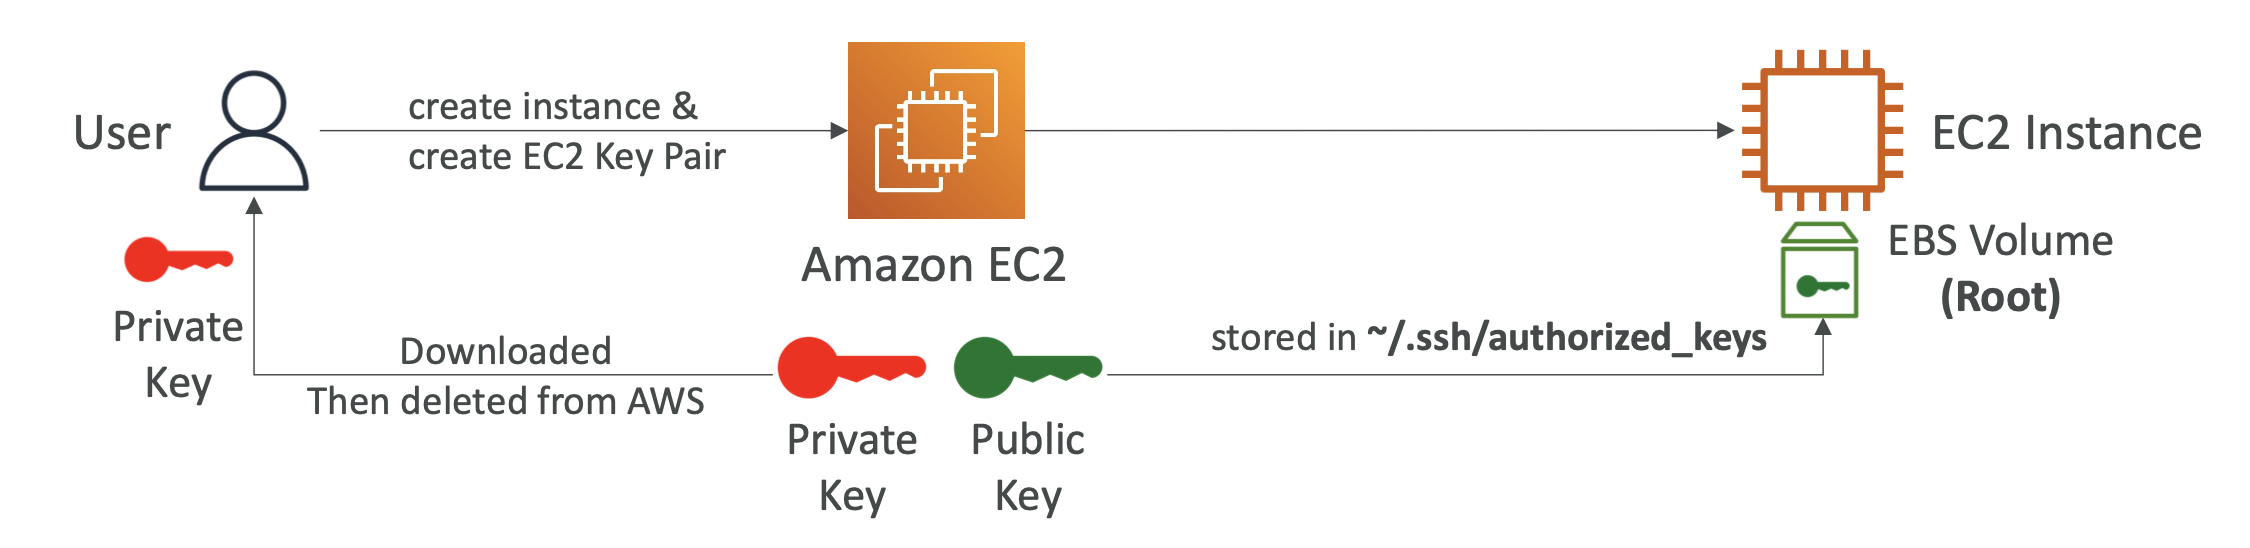 User
create instance &
create EC2 Key Pair
Amazon EC2
EC2 Instance
EBS Volume
(Root)
Private
Key
Downloaded
Then deleted from AWS
Private
Key
Public
Key
stored in ~/.ssh/authorized_keys